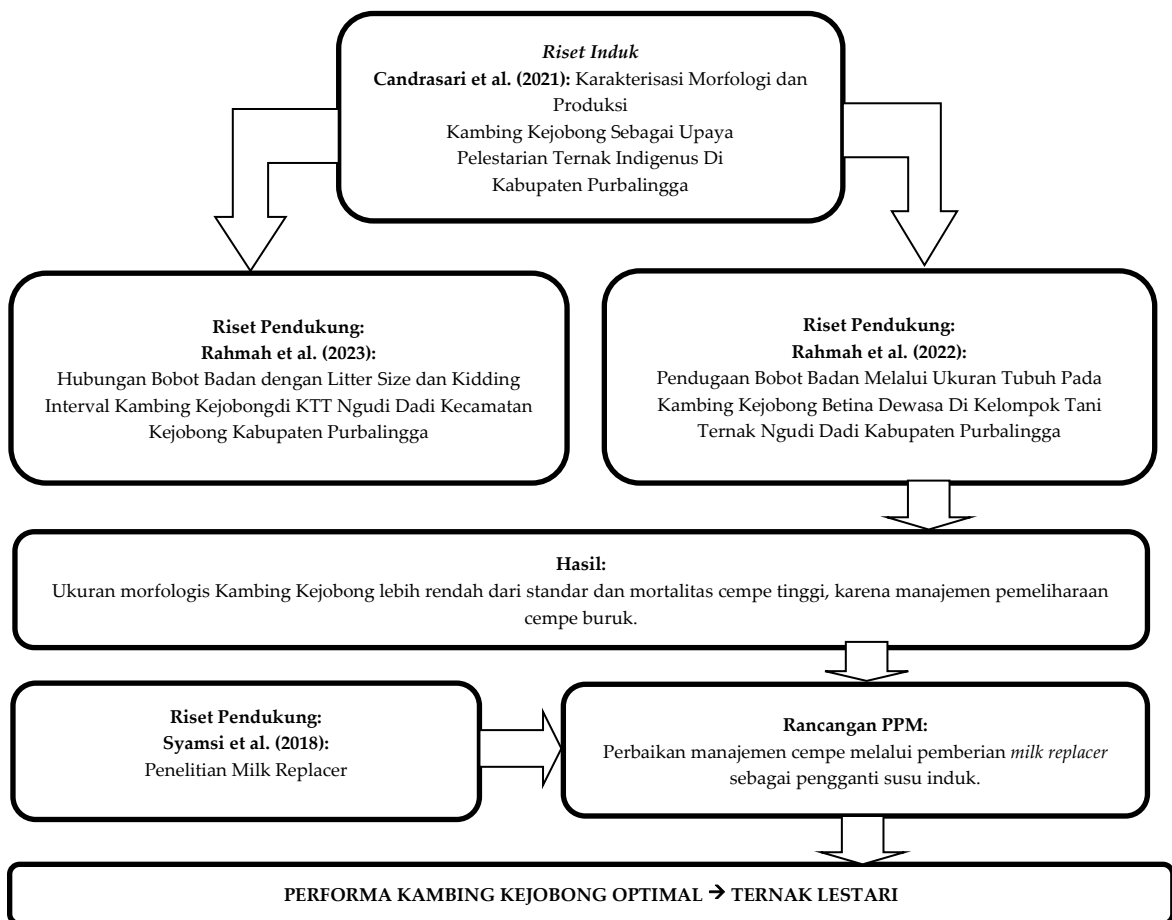 Riset Induk
Candrasari et al. (2021): Karakterisasi Morfologi dan
Produksi
Kambing Kejobong Sebagai Upaya
Pelestarian Ternak Indigenus Di
Kabupaten Purbalingga
Riset Pendukung:
Rahmah et al. (2023):
Hubungan Bobot Badan dengan Litter Size dan Kidding
Interval Kambing Kejobongdi KTT Ngudi Dadi Kecamatan
Kejobong Kabupaten Purbalingga
Riset Pendukung:
Rahmah et al. (2022):
Pendugaan Bobot Badan Melalui Ukuran Tubuh Pada
Kambing Kejobong Betina Dewasa Di Kelompok Tani
Ternak Ngudi Dadi Kabupaten Purbalingga
Hasil:
Ukuran morfologis Kambing Kejobong lebih rendah dari standar dan mortalitas cempe tinggi, karena manajemen pemeliharaan
cempe buruk.
Riset Pendukung:
Syamsi et al. (2018):
Penelitian Milk Replacer
Rancangan PPM:
Perbaikan manajemen cempe melalui pemberian milk replacer
sebagai pengganti susu induk.
PERFORMA KAMBING KEJOBONG OPTIMAL → TERNAK LESTARI